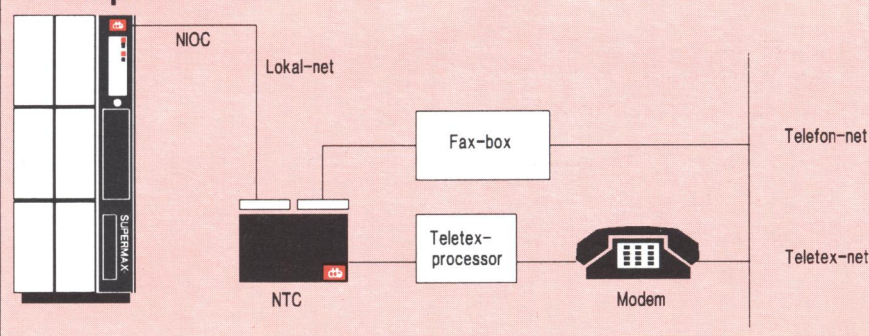 NIOC
Lokal-net
Fax-box
Telefon-net
SUPERMAX
Teletex-
processor
Teletex-net
NTC
Modem